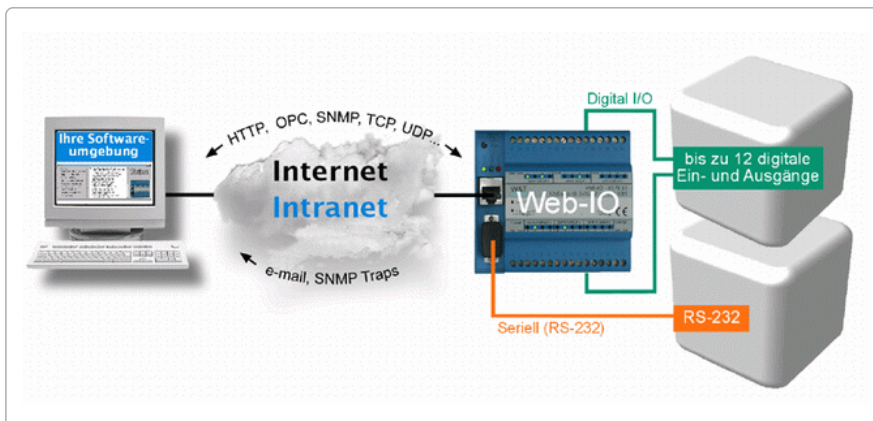 Ihre Software-
umgebung
HTTP, OPC, SNMP, TCP, UDP...
Internet
Intranet
e-mail, SNMP Traps
W&T
Web-IO
Digital I/O
bis zu 12 digitale
Ein- und Ausgänge
Seriell (RS-232)
RS-232